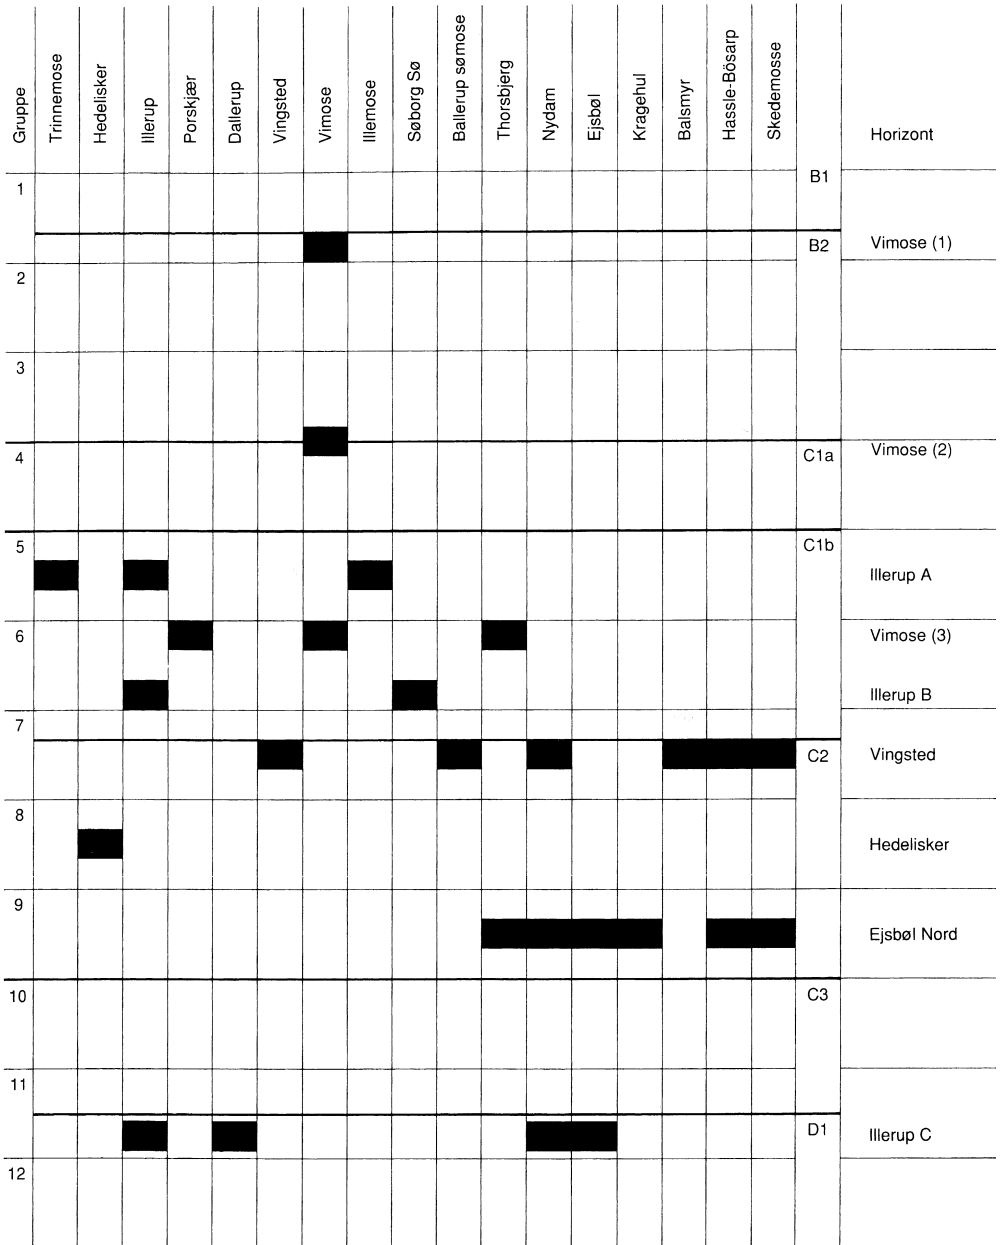 Gruppe Trinnemose Hedelisker Illerup Porskjær Dallerup Vingsted Vimose Illemose Søborg Sø Ballerup sømose Thorsbjerg Nydam Ejsbøl Kragehul Balsmyr Hassle-Bösarp Skedemosse Horizont
1 B1
B2 Vimose (1)
2
3
4 C1a Vimose (2)
5 C1b
Illerup A
6 Vimose (3)
Illerup B
7
C2 Vingsted
8
Hedelisker
9
Ejsbøl Nord
10 C3
11
D1 Illerup C
12